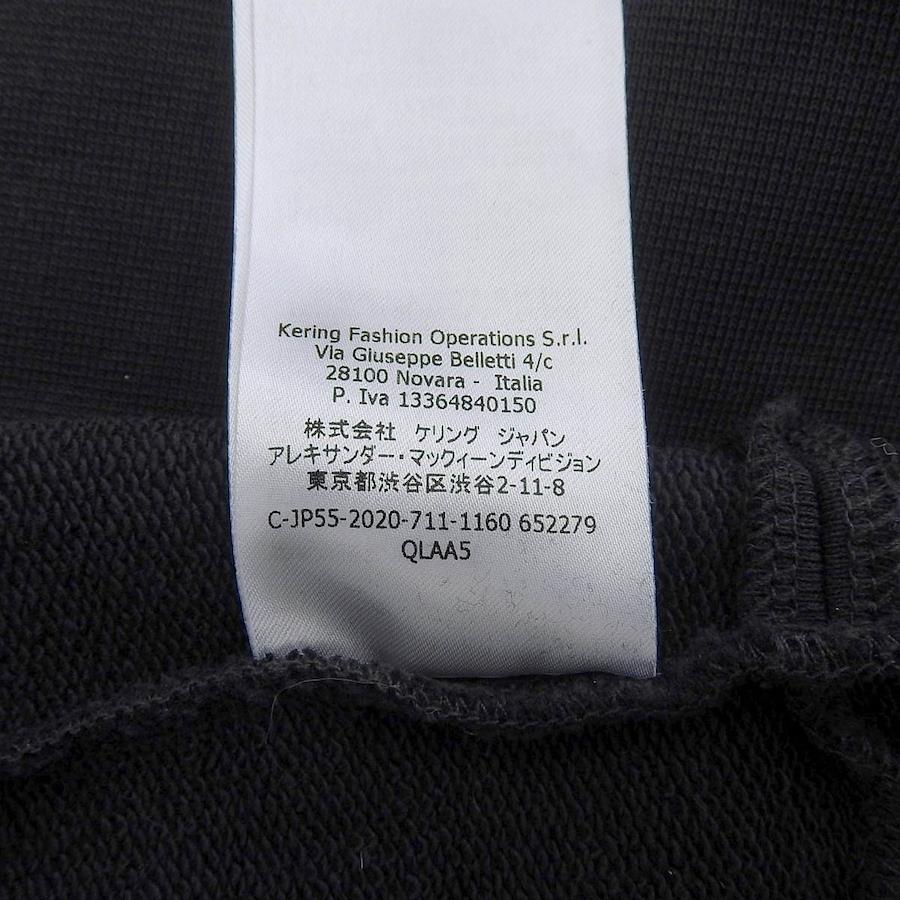 Kering Fashion Operations S.r.l.
Via Giuseppe Belletti 4/c
28100 Novara - Italia
P. Iva 13364840150
株式会社 ケリング ジャパン
アレキサンダー・マックィーンディビジョン
東京都渋谷区渋谷2-11-8
C-JP55-2020-711-1160 652279
QLAA5